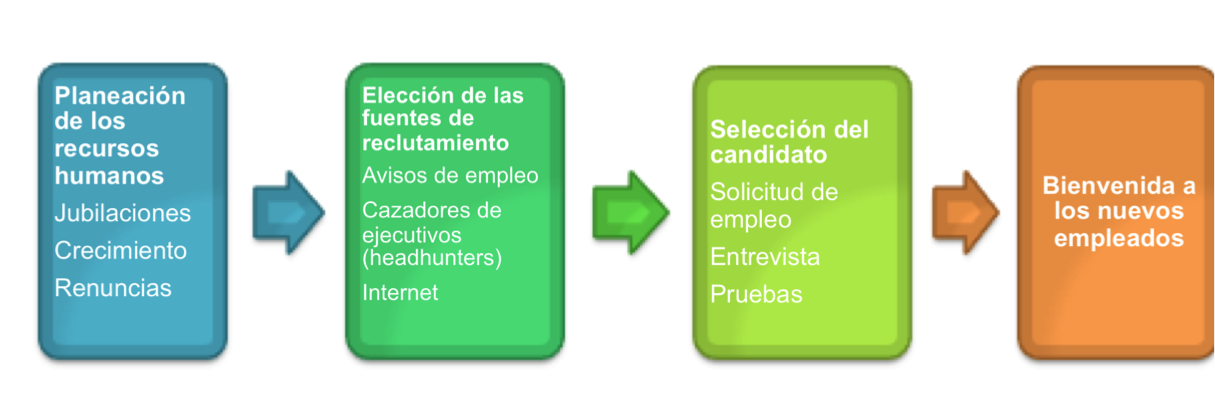 Planeación
de los
recursos
humanos
Jubilaciones
Crecimiento
Renuncias
Elección de las
fuentes de
reclutamiento
Avisos de empleo
Cazadores de
ejecutivos
(headhunters)
Internet
Selección del
candidato
Solicitud de
empleo
Entrevista
Pruebas
Bienvenida a
los nuevos
empleados